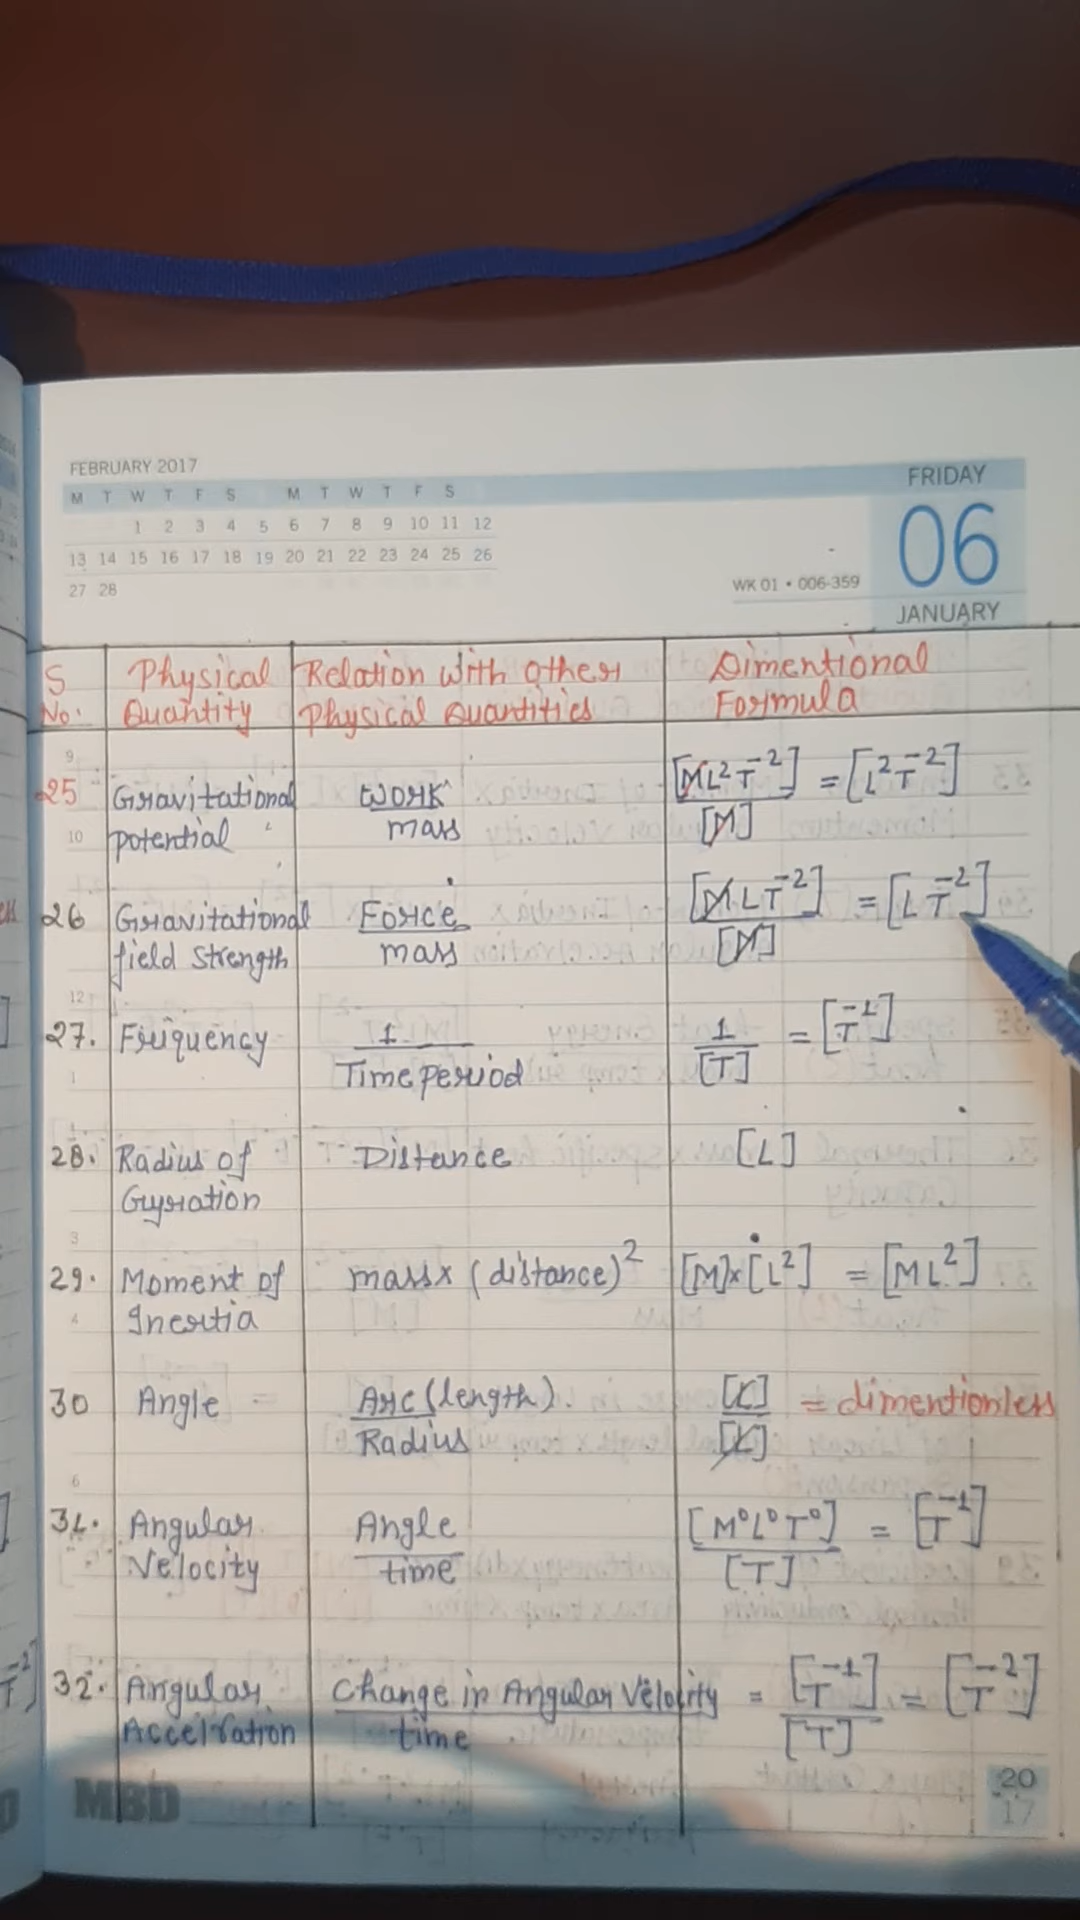 FEBRUARY 2017
M T W T F S M T W T F S
1 2 3 4 5 6 7 8 9 10 11 12
13 14 15 16 17 18 19 20 21 22 23 24 25 26
27 28
FRIDAY
06
JANUARY
WK 01 • 006-359
S No. Physical Quantity Relation with other Physical Quantities Dimentional Formula
25 Gravitational potential Work / mass [ML²T⁻²] / [M] = [L²T⁻²]
26 Gravitational field strength Force / mass [MLT⁻²] / [M] = [LT⁻²]
27. Friquency 1 / Time period 1 / [T] = [T⁻¹]
28. Radius of Gyration Distance [L]
29. Moment of Inertia mass x (distance)² [M]x[L²] = [ML²]
30 Angle Arc (length) / Radius [L] / [L] = dimentionless
31. Angular Velocity Angle / time [M⁰L⁰T⁰] / [T] = [T⁻¹]
32. Angular Accelration Change in Angular Velocity / time = [T⁻¹] / [T] = [T⁻²]
MBD
20
17